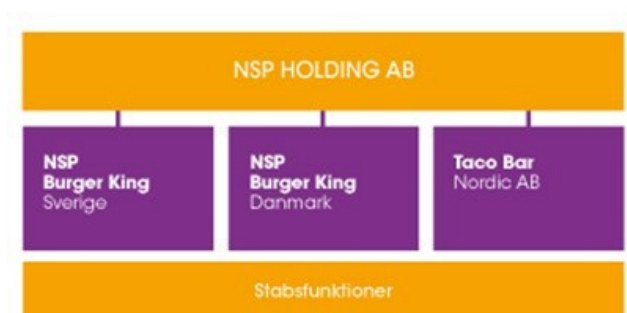 NSP HOLDING AB
NSP
Burger King
Sverige
NSP
Burger King
Danmark
Taco Bar
Nordic AB
Stabsfunktioner